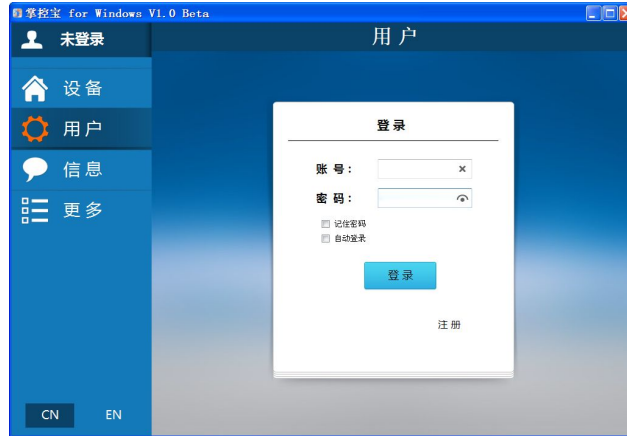 掌控宝 for Windows V1.0 Beta
未登录
用户
设备
用户
信息
更多
登录
账号：
密码：
记住密码
自动登录
登录
注册
CN EN